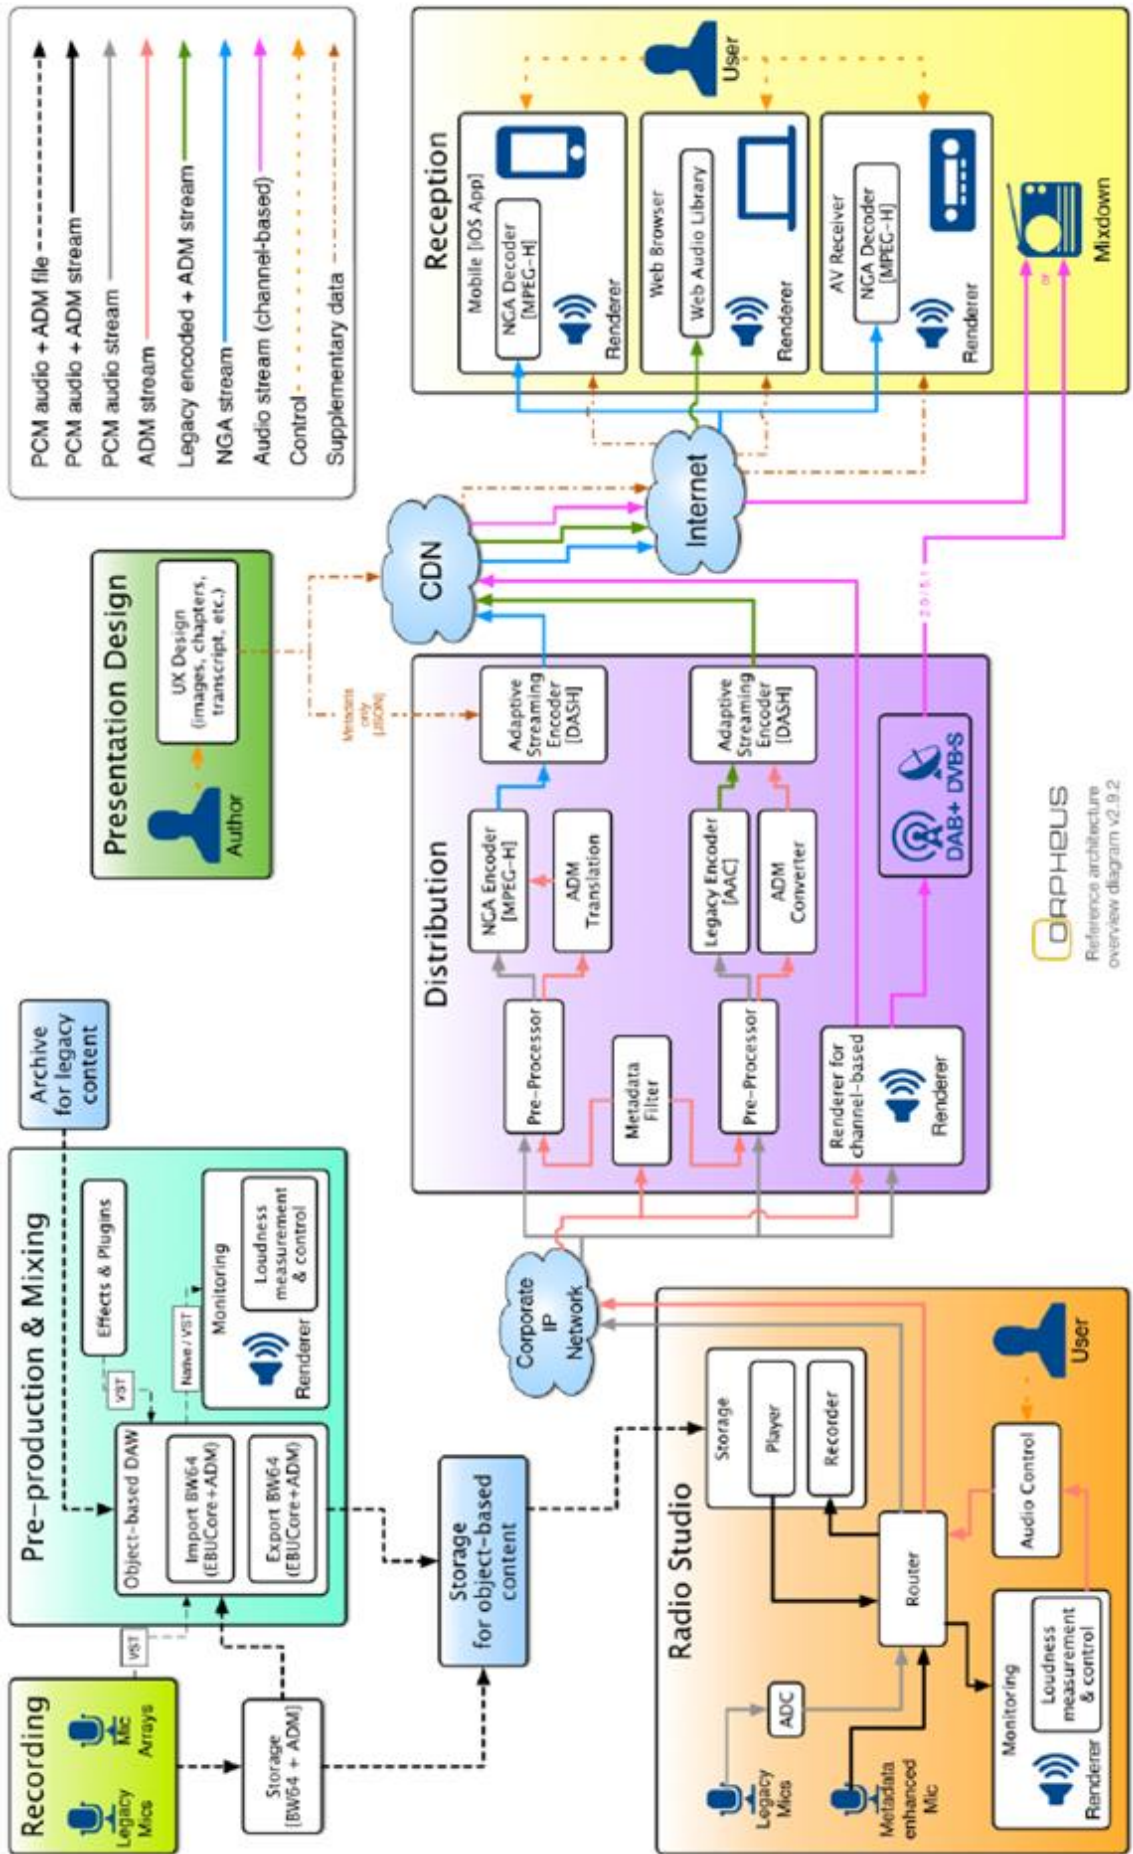 Recording
Legacy
Mics
Mic
Arrays
VST
Storage
[BW64 + ADM]
Pre-production & Mixing
Object-based DAW
Import BW64
(EBUCore+ADM)
Export BW64
(EBUCore+ADM)
VST
Effects & Plugins
Native / VST
Monitoring
Renderer
Loudness
measurement
& control
Archive
for legacy
content
Storage
for object-based
content
Presentation Design
Author
UX Design
(images, chapters,
transcript, etc.)
Metadata
only
[JSON]
PCM audio + ADM file
PCM audio + ADM stream
PCM audio stream
ADM stream
Legacy encoded + ADM stream
NGA stream
Audio stream (channel-based)
Control
Supplementary data
Radio Studio
Legacy
Mics
ADC
Metadata
enhanced
Mic
Storage
Player
Recorder
Router
Monitoring
Renderer
Loudness
measurement
& control
Audio Control
User
Corporate
IP
Network
Distribution
Pre-Processor
NGA Encoder
[MPEG-H]
ADM
Translation
Adaptive
Streaming
Encoder
[DASH]
Metadata
Filter
Pre-Processor
Legacy Encoder
[AAC]
ADM
Converter
Adaptive
Streaming
Encoder
[DASH]
Renderer for
channel-based
Renderer
DAB+ DVB-S
2.0 / 5.1
CDN
Internet
Reception
Mobile [iOS App]
NGA Decoder
[MPEG-H]
Renderer
Web Browser
Web Audio Library
Renderer
AV Receiver
NGA Decoder
[MPEG-H]
Renderer
User
or
Mixdown
ORPHEUS
Reference architecture
overview diagram v2.9.2